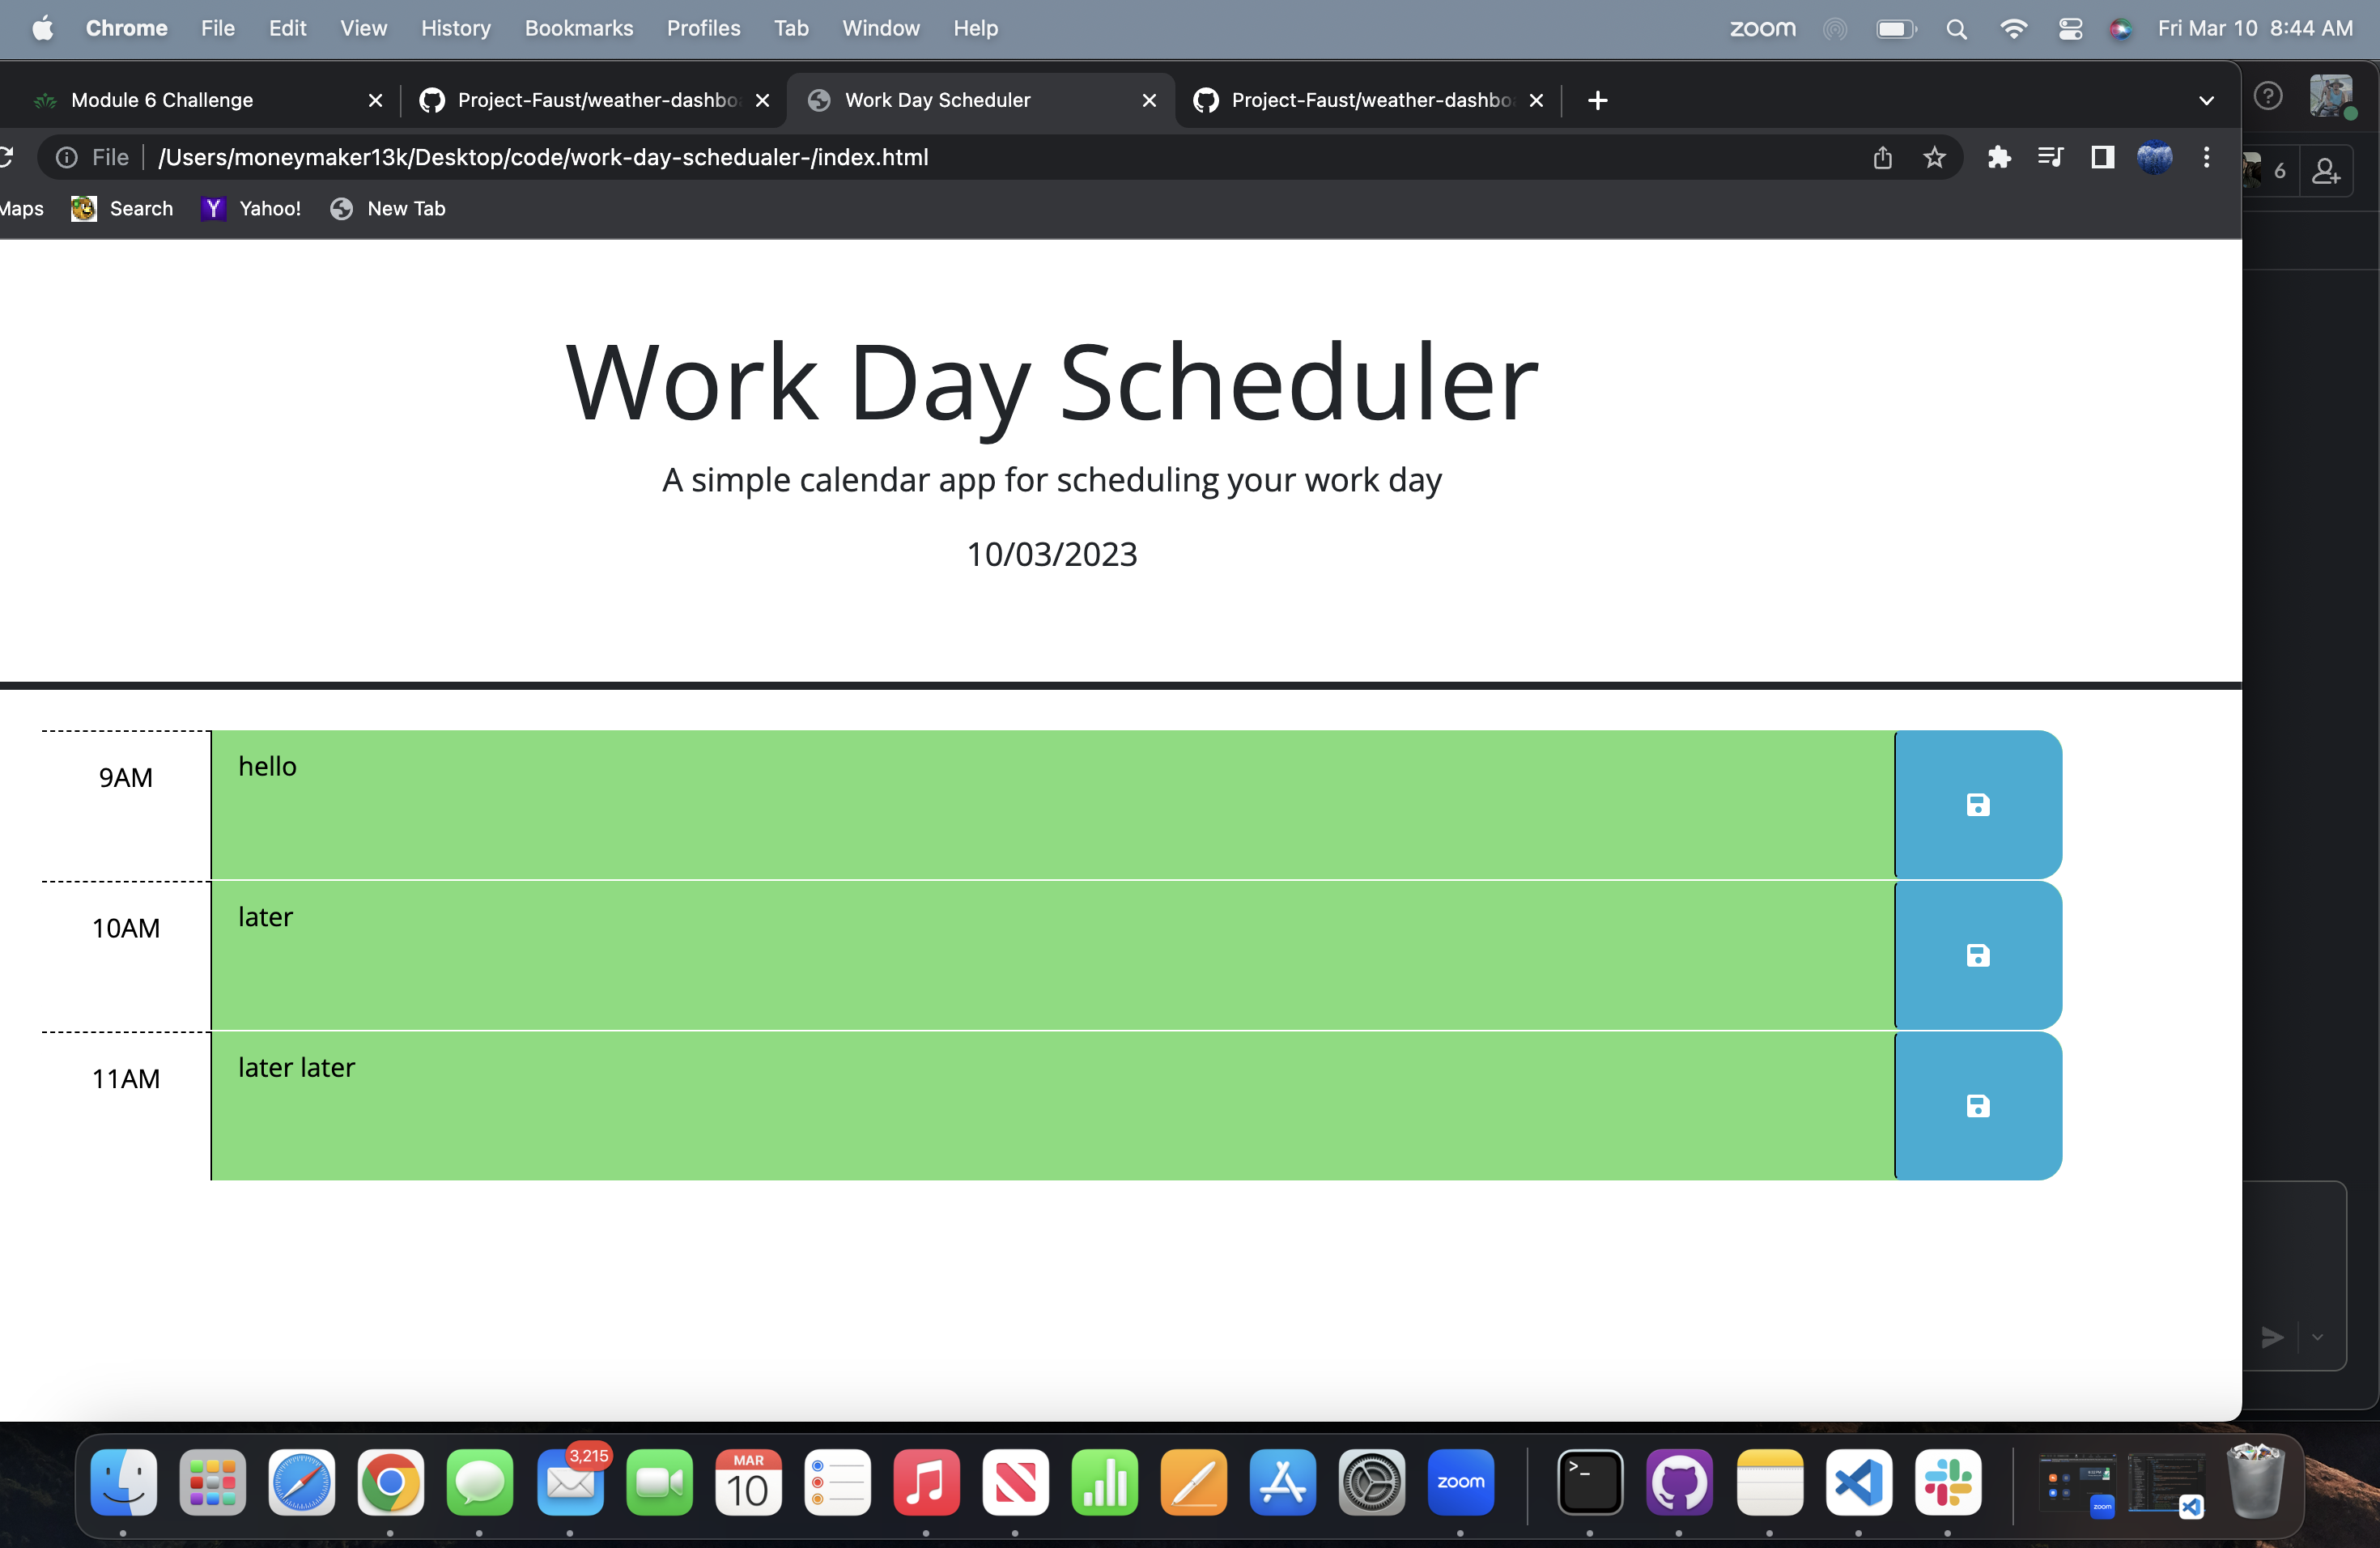 Chrome File Edit View History Bookmarks Profiles Tab Window Help zoom Fri Mar 10 8:44 AM
Module 6 Challenge Project-Faust/weather-dashbo Work Day Scheduler Project-Faust/weather-dashbo
File /Users/moneymaker13k/Desktop/code/work-day-schedualer-/index.html
6
Maps Search Y Yahoo! New Tab
Work Day Scheduler
A simple calendar app for scheduling your work day
10/03/2023
9AM hello
10AM later
11AM later later
3,215
MAR
10
zoom
>_
zoom